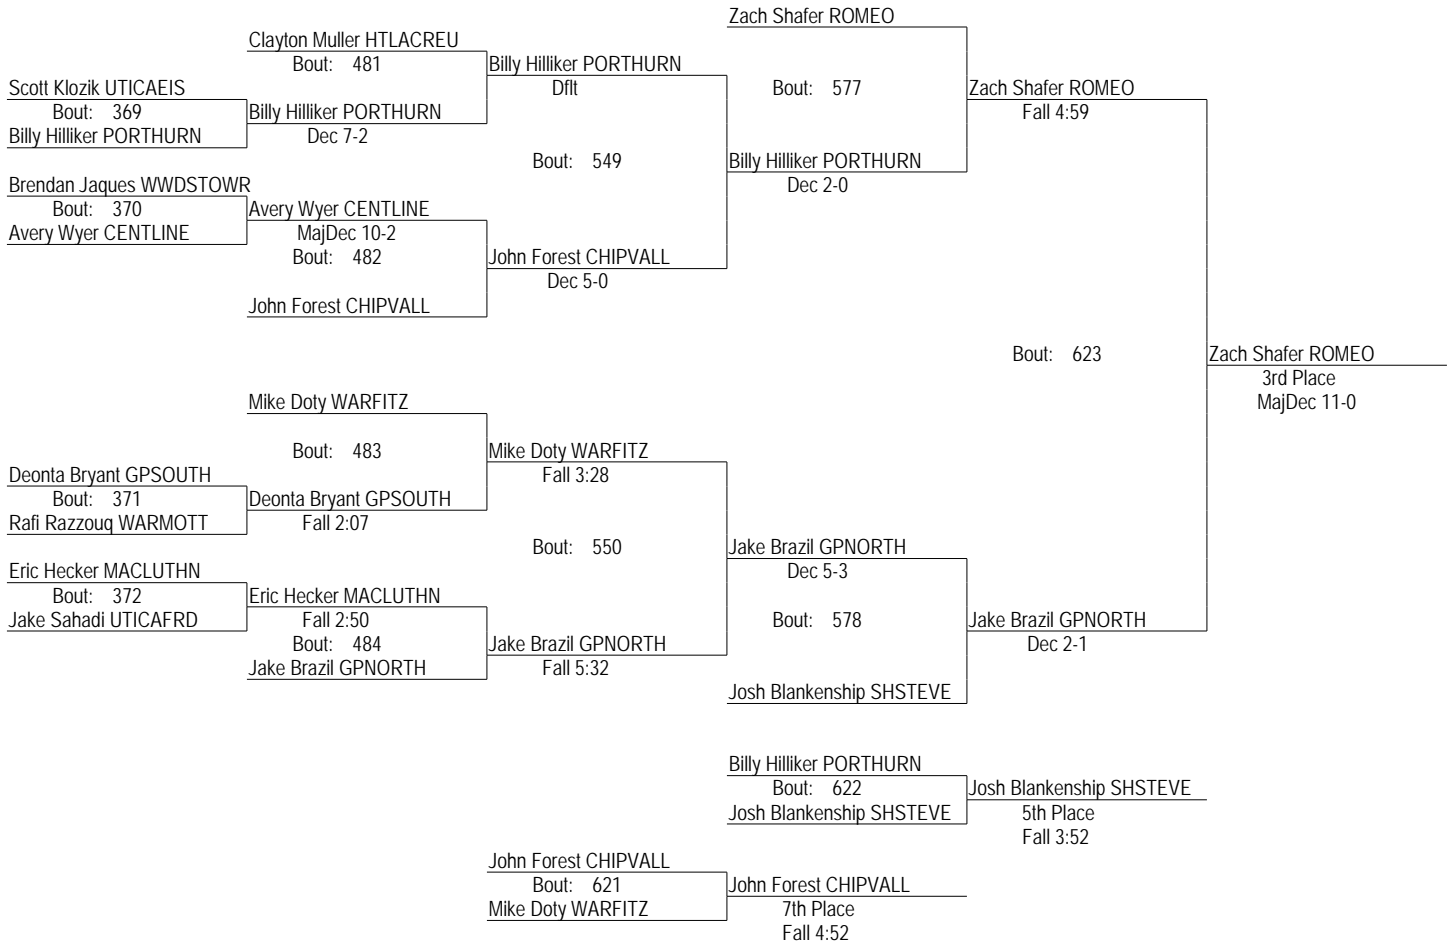 Zach Shafer ROMEO
Clayton Muller HTLACREU
Bout: 481
Billy Hilliker PORTHURN
Dflt
Scott Klozik UTICAEIS
Bout: 369
Billy Hilliker PORTHURN
Billy Hilliker PORTHURN
Dec 7-2
Bout: 577
Zach Shafer ROMEO
Fall 4:59
Bout: 549
Billy Hilliker PORTHURN
Dec 2-0
Brendan Jaques WWDSTOWR
Bout: 370
Avery Wyer CENTLINE
Avery Wyer CENTLINE
MajDec 10-2
Bout: 482
John Forest CHIPVALL
Dec 5-0
John Forest CHIPVALL
Bout: 623
Zach Shafer ROMEO
3rd Place
MajDec 11-0
Mike Doty WARFITZ
Bout: 483
Mike Doty WARFITZ
Fall 3:28
Deonta Bryant GPSOUTH
Bout: 371
Rafi Razzouq WARMOTT
Deonta Bryant GPSOUTH
Fall 2:07
Bout: 550
Jake Brazil GPNORTH
Dec 5-3
Eric Hecker MACLUTHN
Bout: 372
Jake Sahadi UTICAFRD
Eric Hecker MACLUTHN
Fall 2:50
Bout: 484
Jake Brazil GPNORTH
Jake Brazil GPNORTH
Fall 5:32
Bout: 578
Jake Brazil GPNORTH
Dec 2-1
Josh Blankenship SHSTEVE
Billy Hilliker PORTHURN
Bout: 622
Josh Blankenship SHSTEVE
Josh Blankenship SHSTEVE
5th Place
Fall 3:52
John Forest CHIPVALL
Bout: 621
Mike Doty WARFITZ
John Forest CHIPVALL
7th Place
Fall 4:52